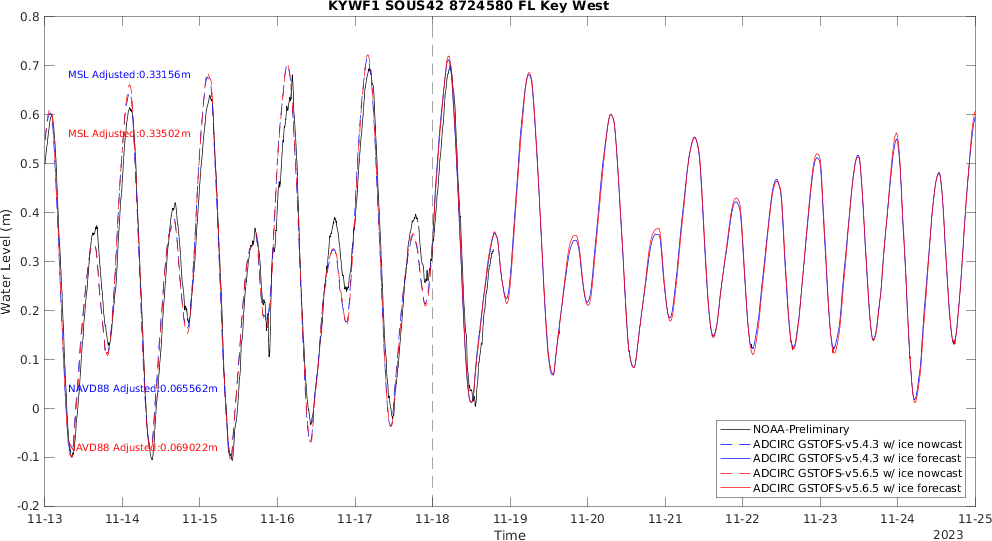 KYWF1 SOUS42 8724580 FL Key West
0.8
0.7
0.6
0.5
0.4
0.3
0.2
0.1
0
-0.1
-0.2
Water Level (m)
MSL Adjusted:0.33156m
MSL Adjusted:0.33502m
NAVD88 Adjusted:0.065562m
NAVD88 Adjusted:0.069022m
NOAA-Preliminary
ADCIRC GSTOFS-v5.4.3 w/ ice nowcast
ADCIRC GSTOFS-v5.4.3 w/ ice forecast
ADCIRC GSTOFS-v5.6.5 w/ ice nowcast
ADCIRC GSTOFS-v5.6.5 w/ ice forecast
11-13 11-14 11-15 11-16 11-17 11-18 11-19 11-20 11-21 11-22 11-23 11-24 11-25
Time
2023